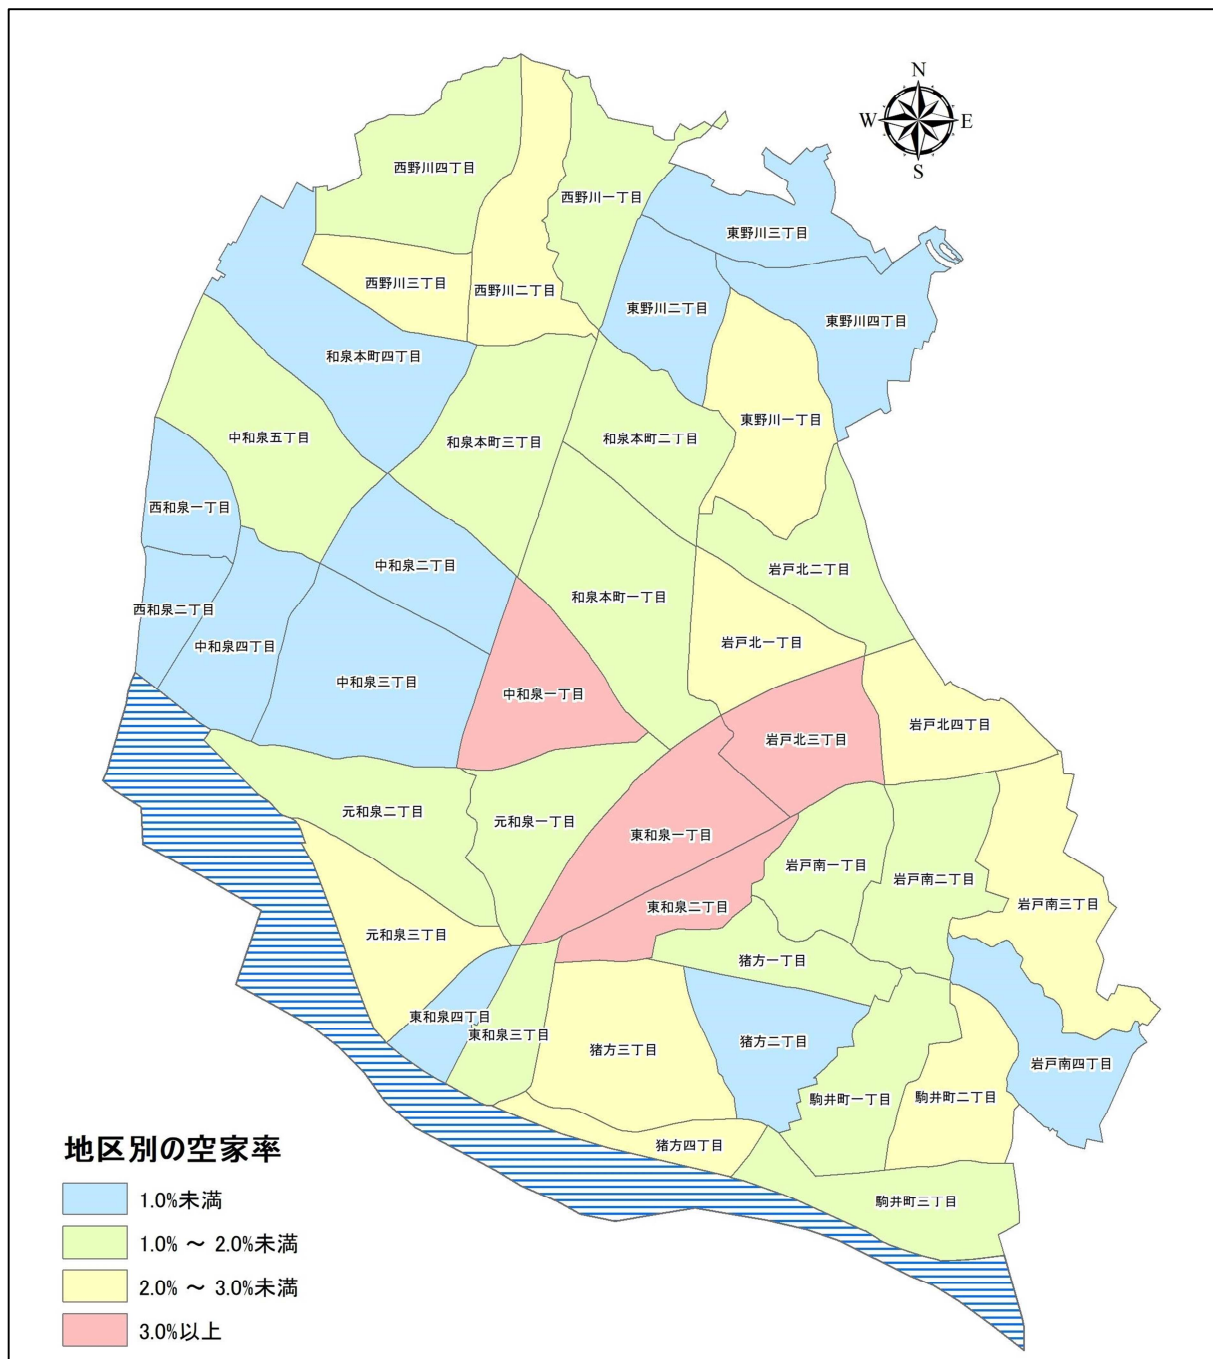 N
W
E
S
西野川四丁目
西野川一丁目
東野川三丁目
西野川三丁目
西野川二丁目
東野川二丁目
東野川四丁目
和泉本町四丁目
東野川一丁目
中和泉五丁目
和泉本町三丁目
和泉本町二丁目
西和泉一丁目
中和泉二丁目
岩戸北二丁目
西和泉二丁目
和泉本町一丁目
中和泉四丁目
岩戸北一丁目
中和泉三丁目
中和泉一丁目
岩戸北四丁目
岩戸北三丁目
元和泉二丁目
元和泉一丁目
東和泉一丁目
岩戸南一丁目
岩戸南二丁目
東和泉二丁目
岩戸南三丁目
元和泉三丁目
猪方一丁目
東和泉四丁目
東和泉三丁目
猪方三丁目
猪方二丁目
岩戸南四丁目
駒井町一丁目
駒井町二丁目
猪方四丁目
駒井町三丁目
地区別の空家率
1.0%未満
1.0% ～ 2.0%未満
2.0% ～ 3.0%未満
3.0%以上